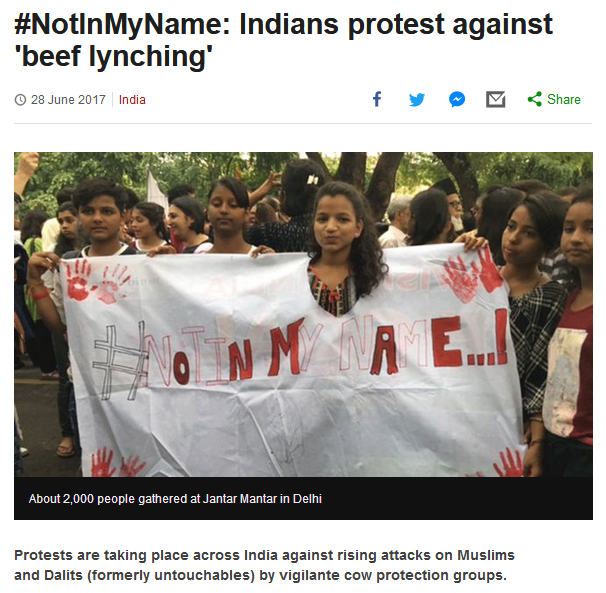 #NotInMyName: Indians protest against
'beef lynching'
28 June 2017 India
Share
#NOT IN MY NAME...!
About 2,000 people gathered at Jantar Mantar in Delhi
Protests are taking place across India against rising attacks on Muslims
and Dalits (formerly untouchables) by vigilante cow protection groups.